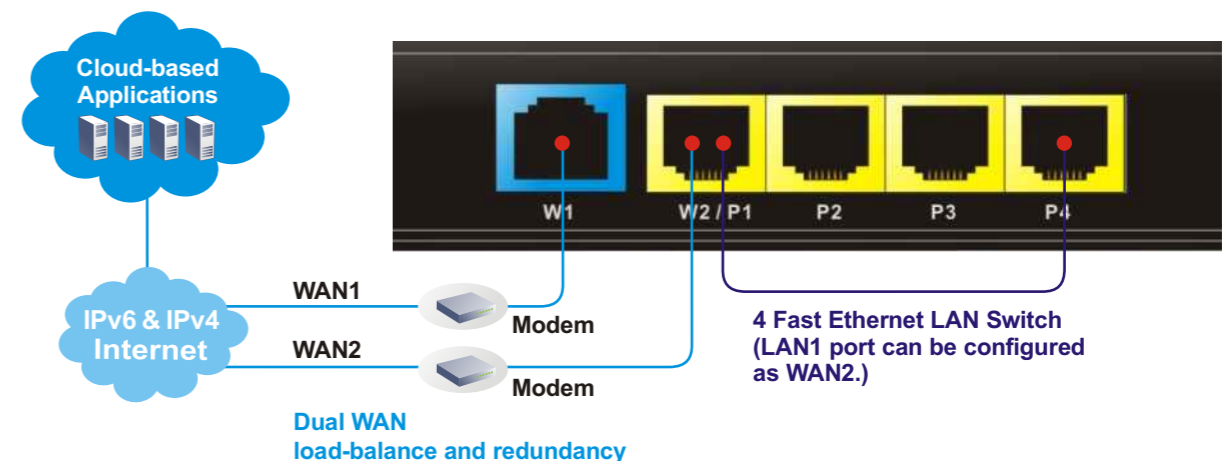 Cloud-based
Applications
W1
W2 / P1
P2
P3
P4
WAN1
IPv6 & IPv4
Internet
Modem
WAN2
Modem
4 Fast Ethernet LAN Switch
(LAN1 port can be configured
as WAN2.)
Dual WAN
load-balance and redundancy